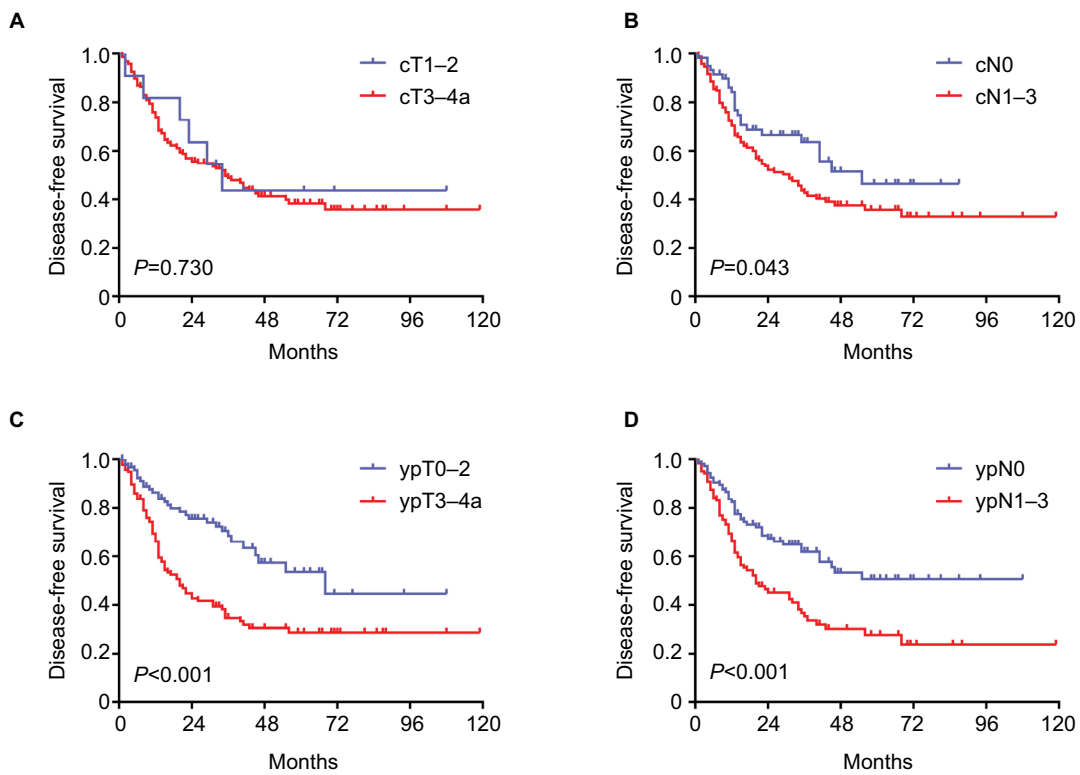 A
Disease-free survival
1.0
0.8
0.6
0.4
0.2
0
cT1–2
cT3–4a
P=0.730
0 24 48 72 96 120
Months
B
Disease-free survival
1.0
0.8
0.6
0.4
0.2
0
cN0
cN1–3
P=0.043
0 24 48 72 96 120
Months
C
Disease-free survival
1.0
0.8
0.6
0.4
0.2
0
ypT0–2
ypT3–4a
P<0.001
0 24 48 72 96 120
Months
D
Disease-free survival
1.0
0.8
0.6
0.4
0.2
0
ypN0
ypN1–3
P<0.001
0 24 48 72 96 120
Months